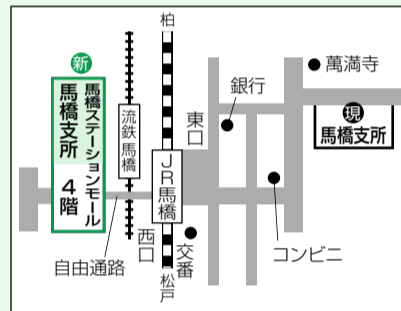 柏
新
馬橋ステーションモール
馬橋支所
4階
流鉄馬橋
JR馬橋
東口
銀行
萬満寺
現
馬橋支所
自由通路
西口
交番
コンビニ
松戸